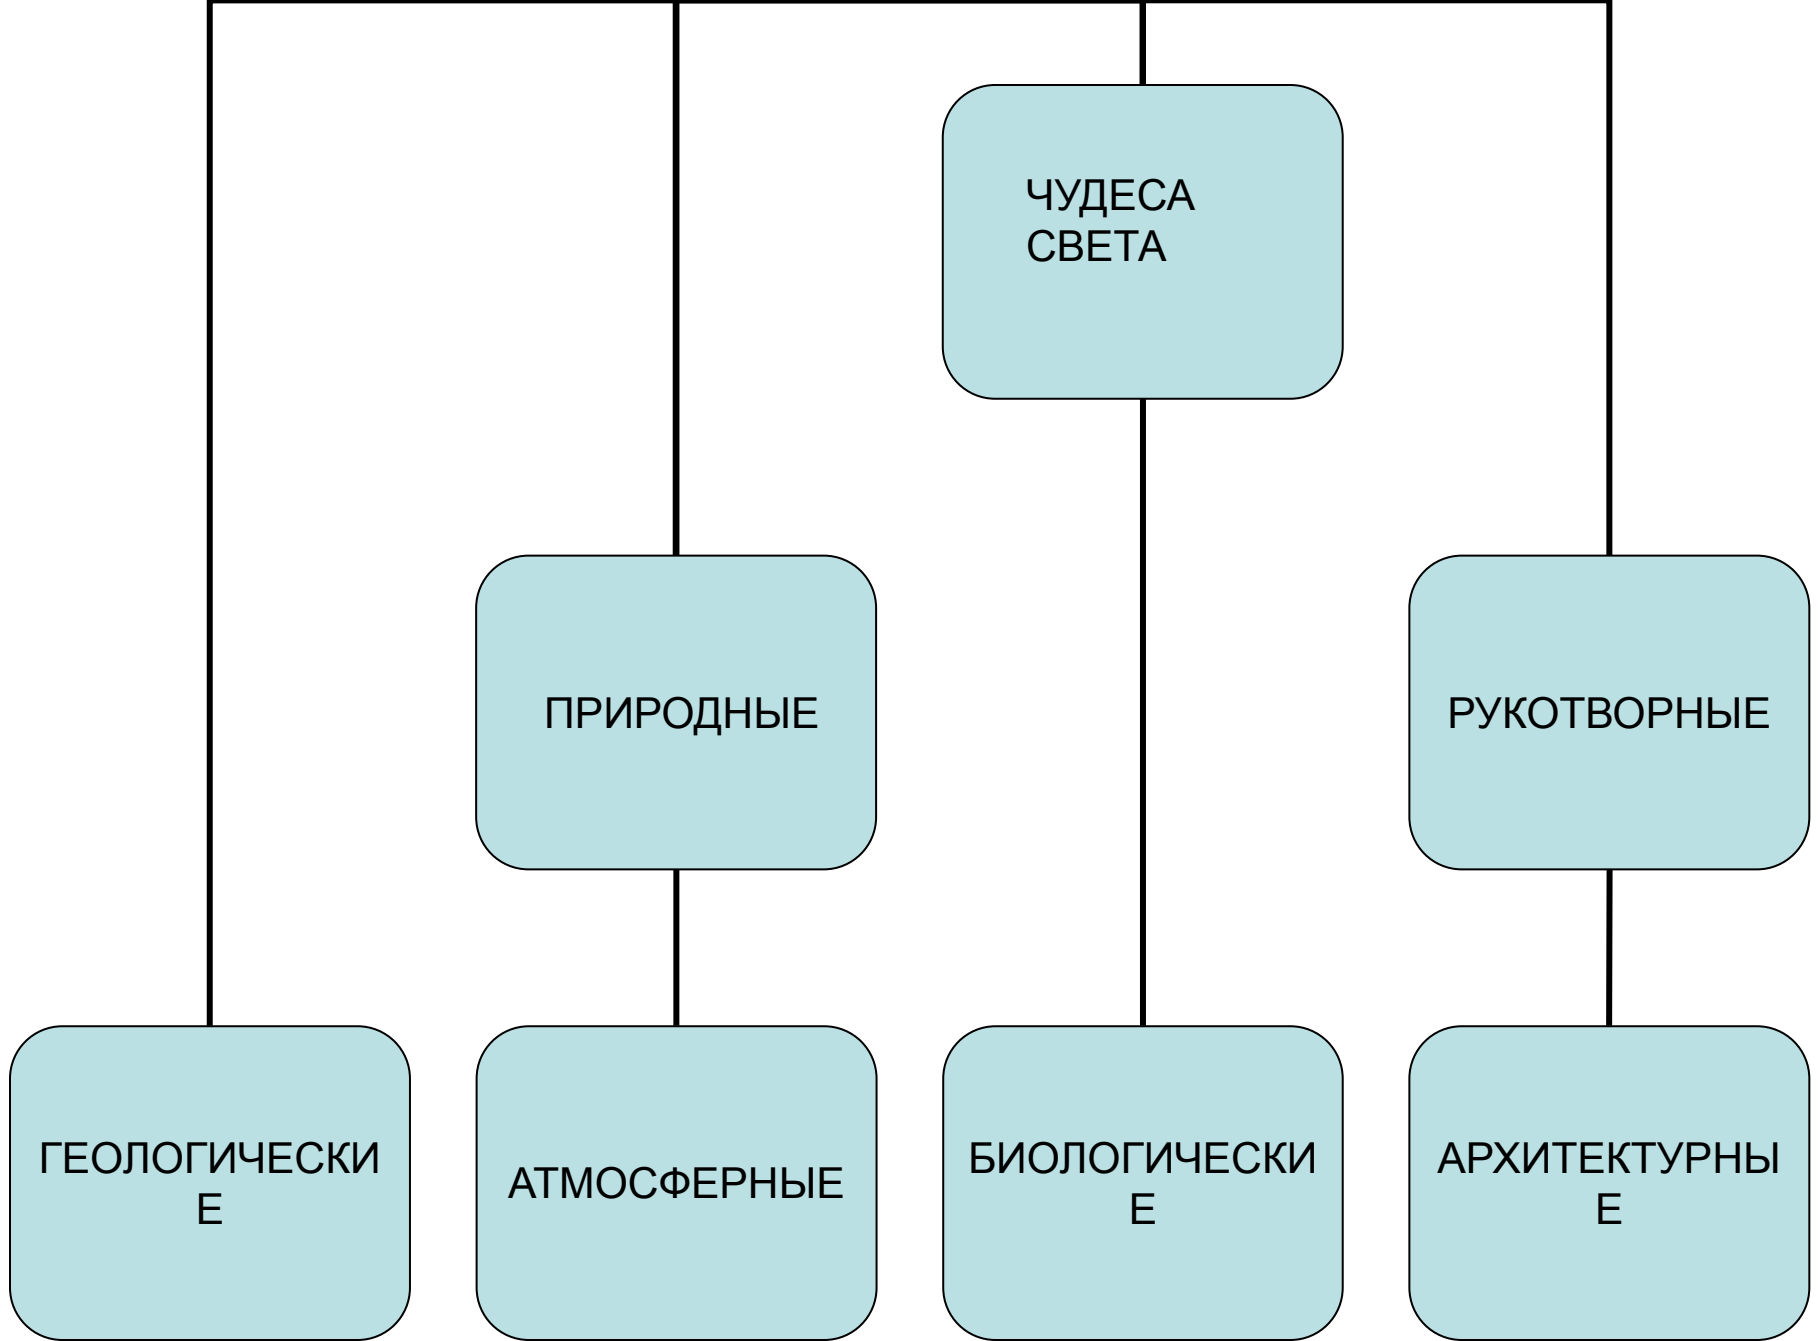 ЧУДЕСА
СВЕТА
ПРИРОДНЫЕ
РУКОТВОРНЫЕ
ГЕОЛОГИЧЕСКИ
Е
АТМОСФЕРНЫЕ
БИОЛОГИЧЕСКИ
Е
АРХИТЕКТУРНЫ
Е